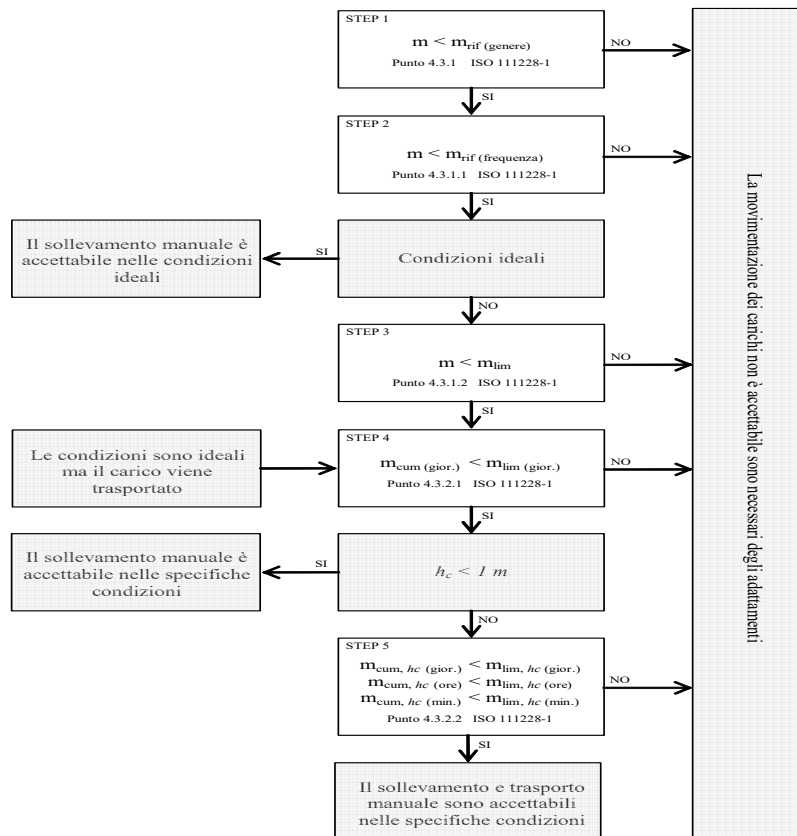 STEP 1
m < mrif (genere)
Punto 4.3.1 ISO 111228-1
NO
SI
STEP 2
m < mrif (frequenza)
Punto 4.3.1.1 ISO 111228-1
NO
SI
Il sollevamento manuale è
accettabile nelle condizioni
ideali
SI
Condizioni ideali
NO
STEP 3
m < mlim
Punto 4.3.1.2 ISO 111228-1
NO
SI
Le condizioni sono ideali
ma il carico viene
trasportato
STEP 4
mcum (gior.) < mlim (gior.)
Punto 4.3.2.1 ISO 111228-1
NO
SI
Il sollevamento manuale è
accettabile nelle specifiche
condizioni
SI
hc < 1 m
NO
STEP 5
mcum, hc (gior.) < mlim, hc (gior.)
mcum, hc (ore) < mlim, hc (ore)
mcum, hc (min.) < mlim, hc (min.)
Punto 4.3.2.2 ISO 111228-1
NO
SI
Il sollevamento e trasporto
manuale sono accettabili
nelle specifiche condizioni
La movimentazione dei carichi non è accettabile sono necessari degli adattamenti